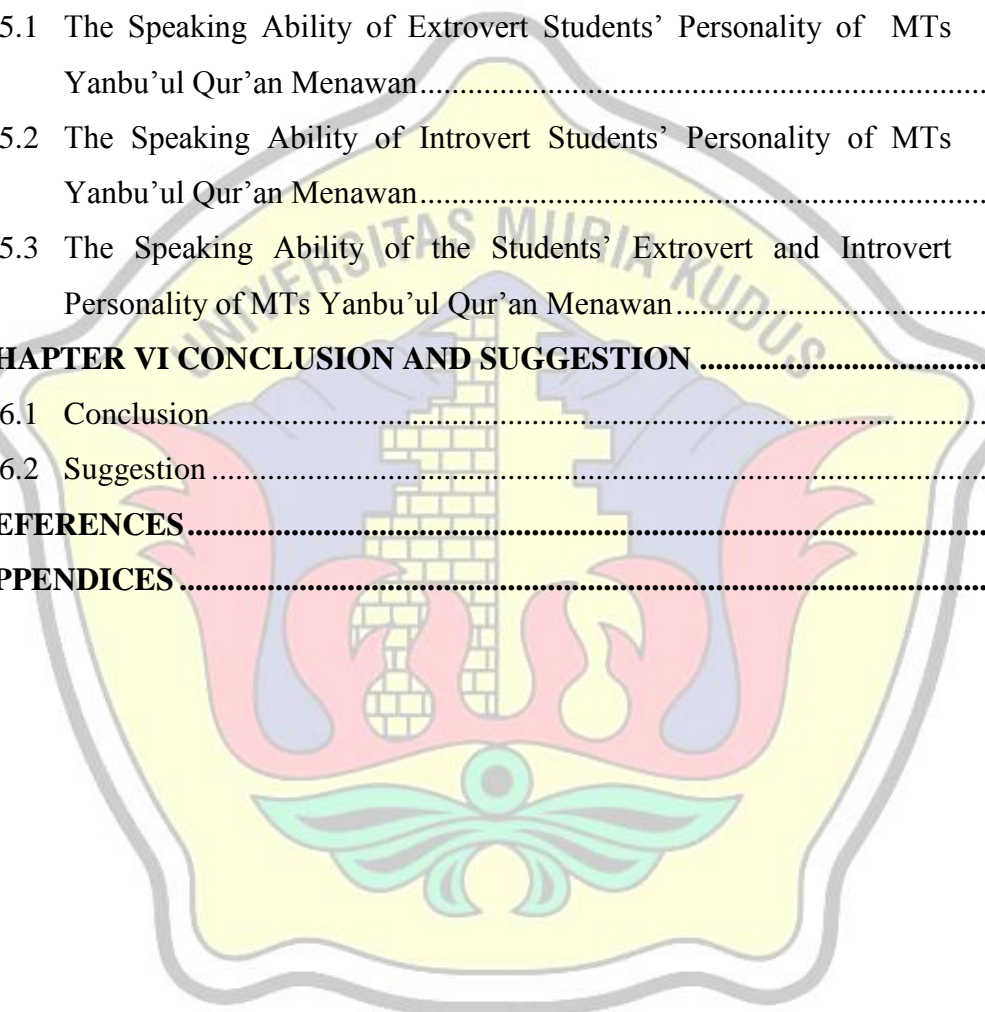 5.1 The Speaking Ability of Extrovert Students’ Personality of MTs
Yanbu’ul Qur’an Menawan........................................................................
5.2 The Speaking Ability of Introvert Students’ Personality of MTs
Yanbu’ul Qur’an Menawan........................................................................
5.3 The Speaking Ability of the Students’ Extrovert and Introvert
Personality of MTs Yanbu’ul Qur’an Menawan.......................................
HAPTER VI CONCLUSION AND SUGGESTION ...................................
6.1 Conclusion................................................................................................
6.2 Suggestion ................................................................................................
EFERENCES..................................................................................................
PPENDICES...................................................................................................
UNIVERSITAS MURIA KUDUS